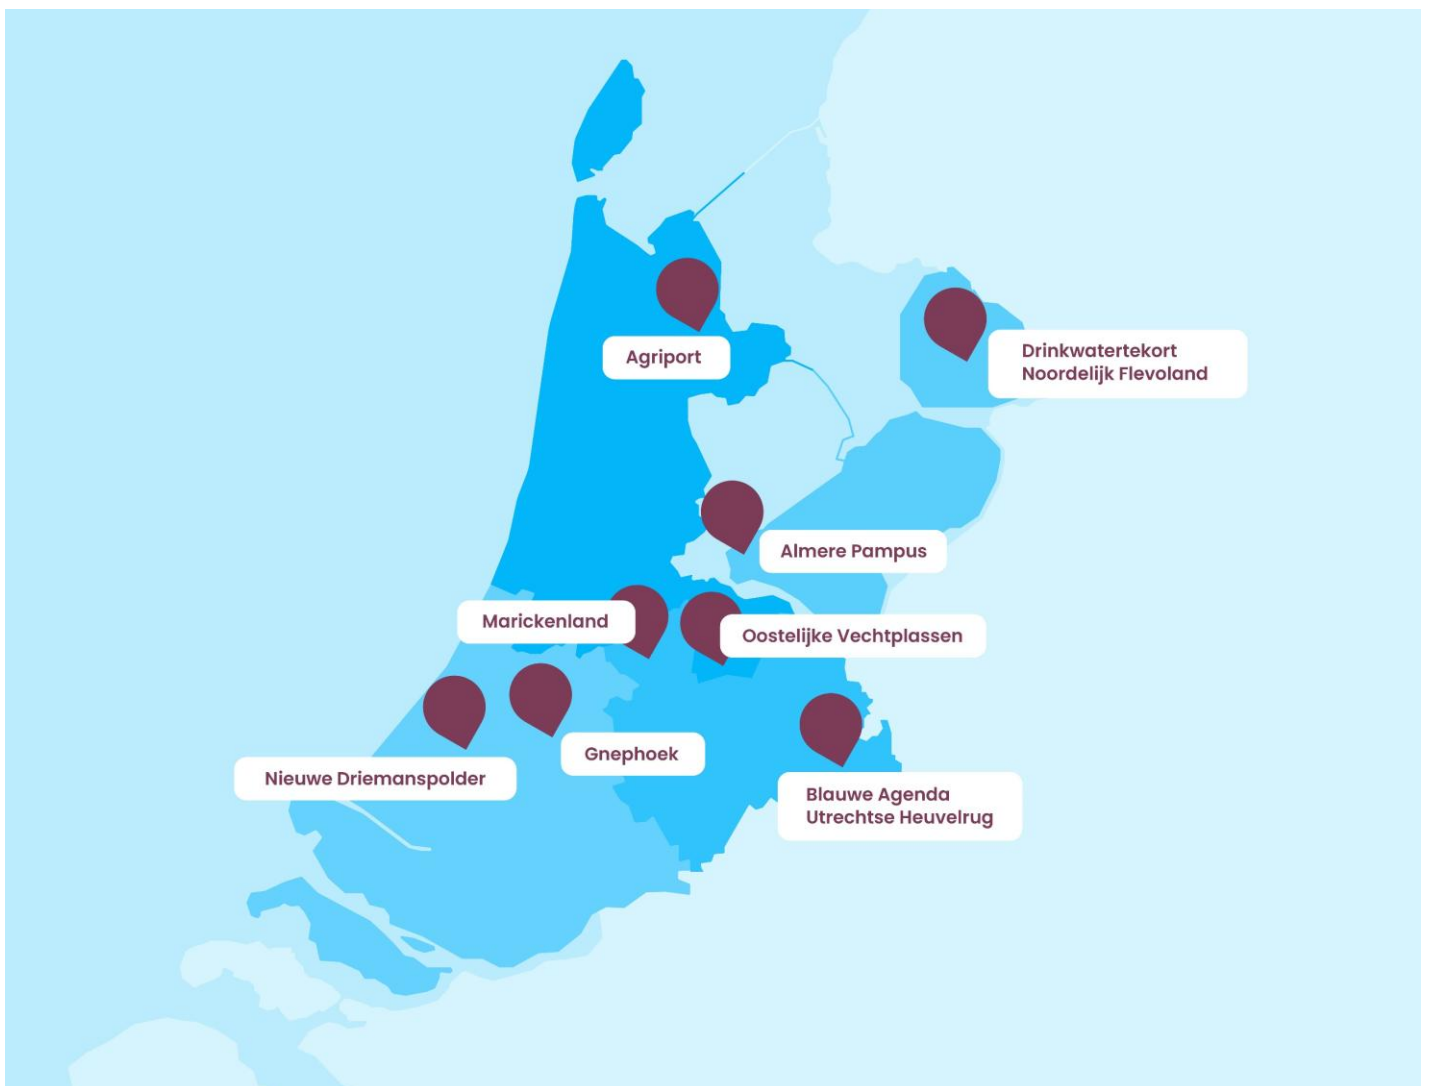 Agriport
Drinkwatertekort
Noordelijk Flevoland
Almere Pampus
Marickenland
Oostelijke Vechtplassen
Gnephoek
Nieuwe Driemanspolder
Blauwe Agenda
Utrechtse Heuvelrug